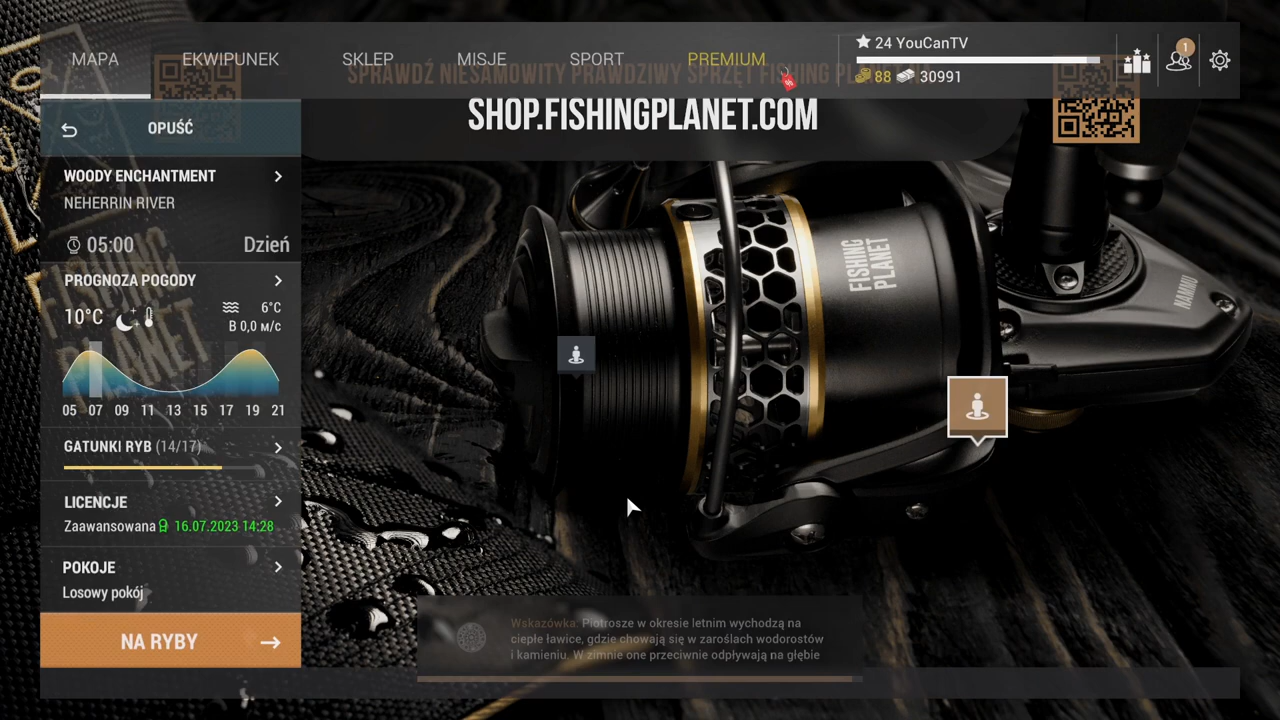 MAPA
EKWIPUNEK
SKLEP
MISJE
SPORT
PREMIUM
24 YouCanTV
88 30991
1
SPRAWDŹ NIESAMOWITY PRAWDZIWY SPRZĘT FISHING PLANET
SHOP.FISHINGPLANET.COM
OPUŚĆ
WOODY ENCHANTMENT
NEHERRIN RIVER
05:00 Dzień
PROGNOZA POGODY
10°C
6°C
В 0,0 м/с
05 07 09 11 13 15 17 19 21
GATUNKI RYB (14/17)
LICENCJE
Zaawansowana 16.07.2023 14:28
POKOJE
Losowy pokój
NA RYBY
FISHING
PLANET
FISHING
PLANET
NAMMU
Wskazówka: Piotrosze w okresie letnim wychodzą na
ciepłe ławice, gdzie chowają się w zaroślach wodorostów
i kamieniu. W zimnie one przeciwnie odpływają na głębie